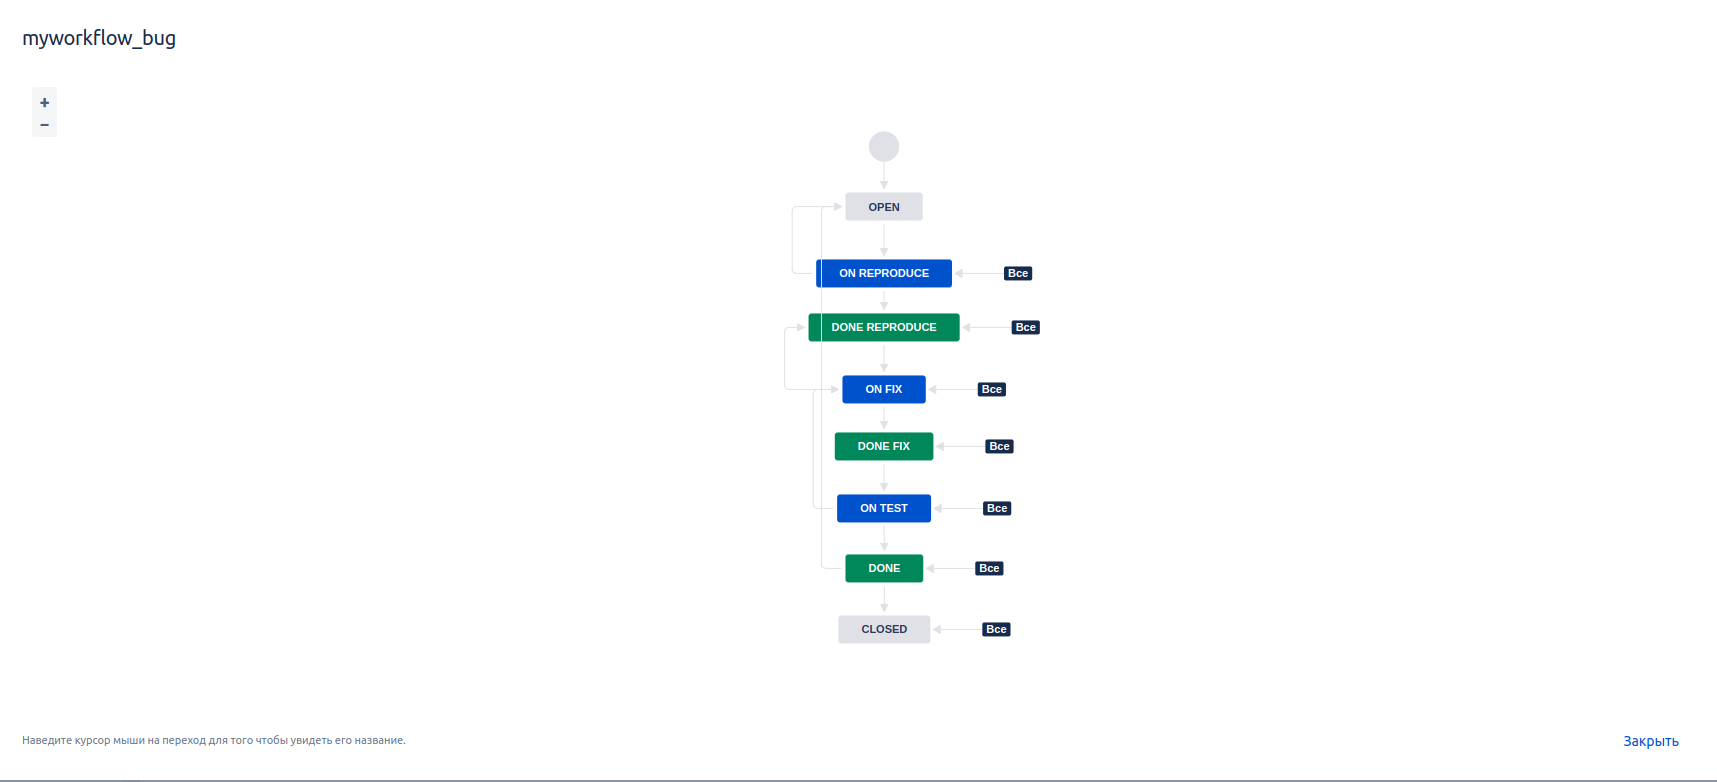 myworkflow_bug
+
−
OPEN
ON REPRODUCE Все
DONE REPRODUCE Все
ON FIX Все
DONE FIX Все
ON TEST Все
DONE Все
CLOSED Все
Наведите курсор мыши на переход для того чтобы увидеть его название.
Закрыть